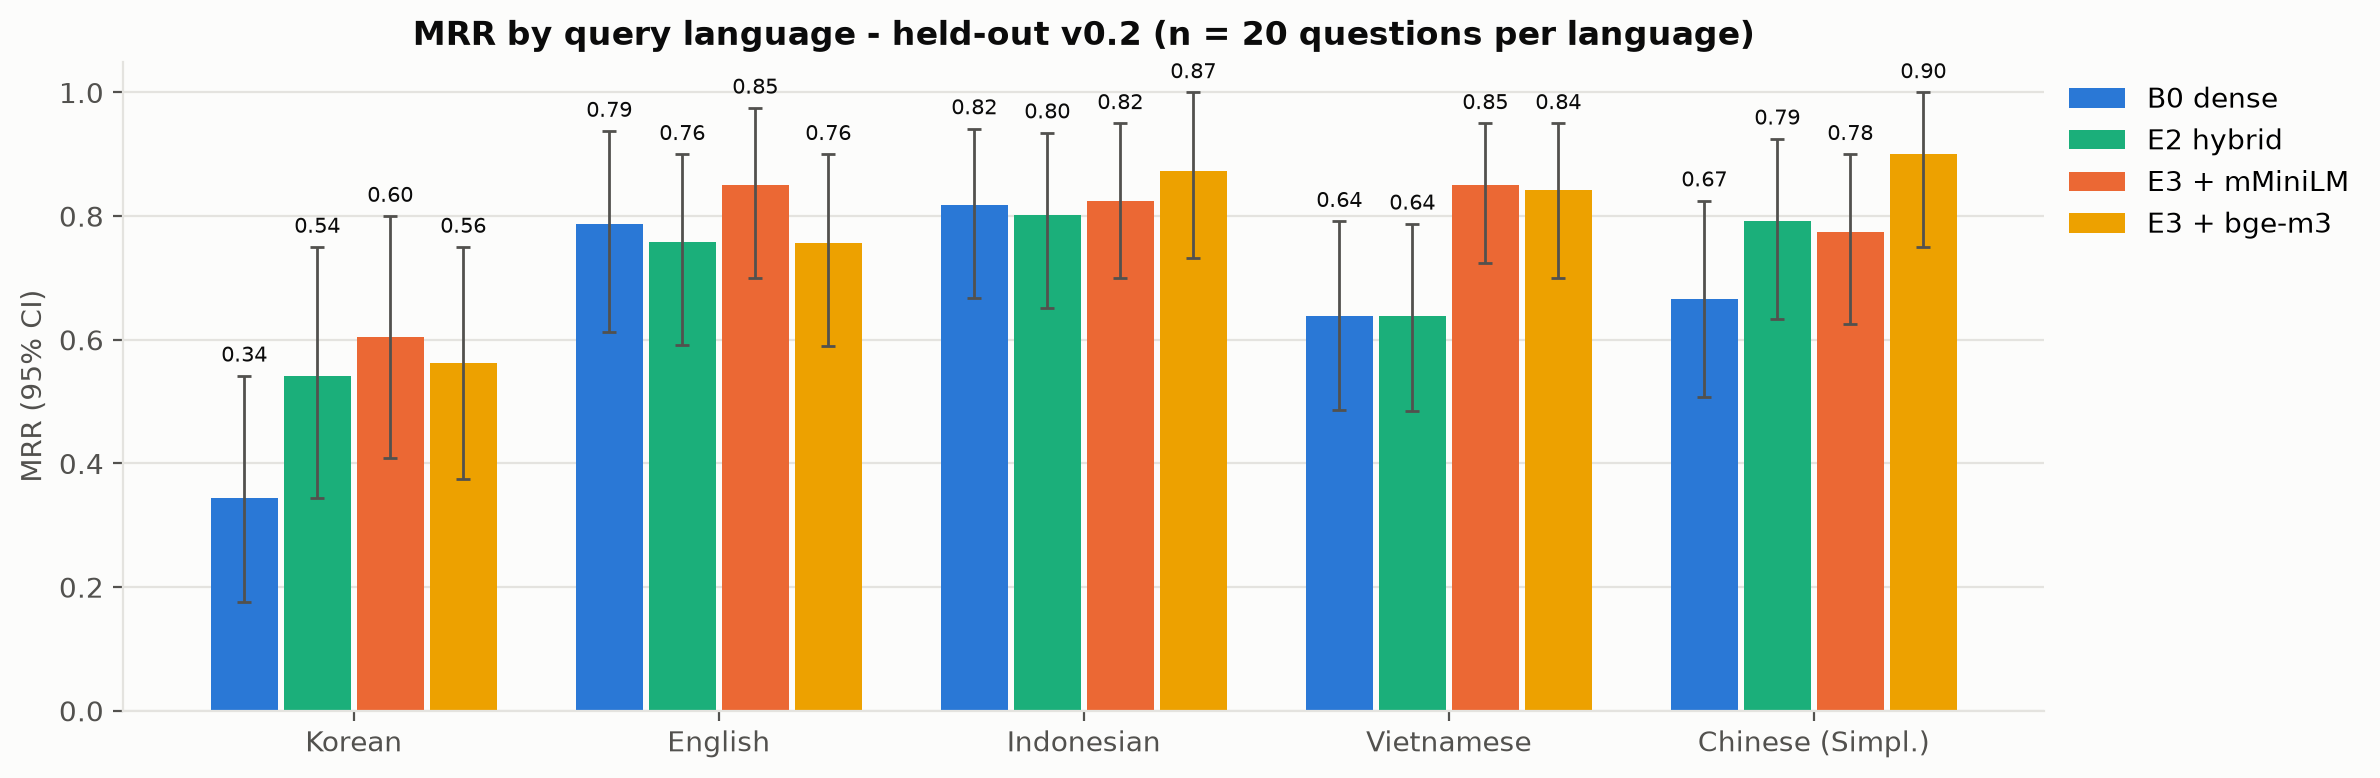 MRR by query language - held-out v0.2 (n = 20 questions per language)
MRR (95% CI)
1.0
0.8
0.6
0.4
0.2
0.0
0.34
0.54
0.60
0.56
0.79
0.76
0.85
0.76
0.82
0.80
0.82
0.87
0.64
0.64
0.85
0.84
0.67
0.79
0.78
0.90
Korean
English
Indonesian
Vietnamese
Chinese (Simpl.)
B0 dense
E2 hybrid
E3 + mMiniLM
E3 + bge-m3